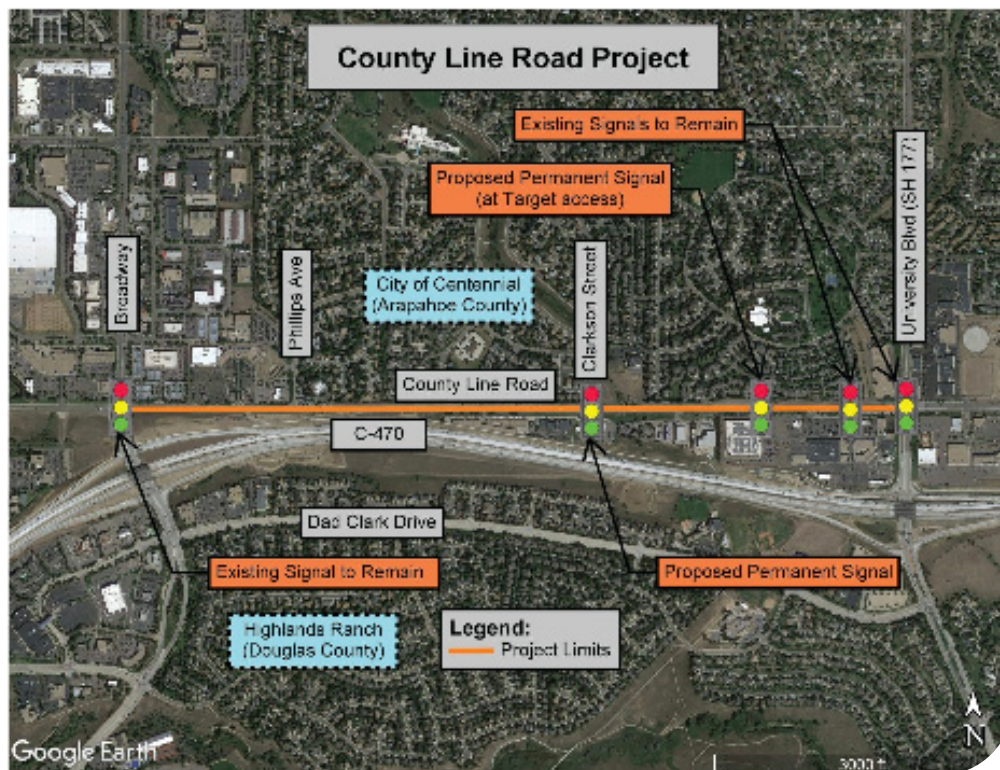 County Line Road Project
Existing Signals to Remain
Proposed Permanent Signal
(at Target access)
University Blvd (SH 177)
Broadway
Phillips Ave
City of Centennial
(Arapahoe County)
Clarkson Street
County Line Road
C-470
Dad Clark Drive
Existing Signal to Remain
Proposed Permanent Signal
Highlands Ranch
(Douglas County)
Legend:
Project Limits
N
Google Earth
3000 ft